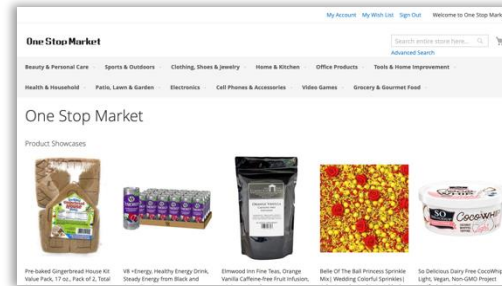 My Account My Wish List Sign Out Welcome to One Stop Mark
One Stop Market
Search entire store here...
Advanced Search
Beauty & Personal Care Sports & Outdoors Clothing, Shoes & Jewelry Home & Kitchen Office Products Tools & Home Improvement
Health & Household Patio, Lawn & Garden Electronics Cell Phones & Accessories Video Games Grocery & Gourmet Food
One Stop Market
Product Showcases
SO
CocoWhip
Pre-baked Gingerbread House Kit
Value Pack, 17 oz., Pack of 2, Total
V8 +Energy, Healthy Energy Drink,
Steady Energy from Black and
Elmwood Inn Fine Teas, Orange
Vanilla Caffeine-free Fruit Infusion,
Belle Of The Ball Princess Sprinkle
Mix| Wedding Colorful Sprinkles|
So Delicious Dairy Free CocoWhip
Light, Vegan, Non-GMO Project